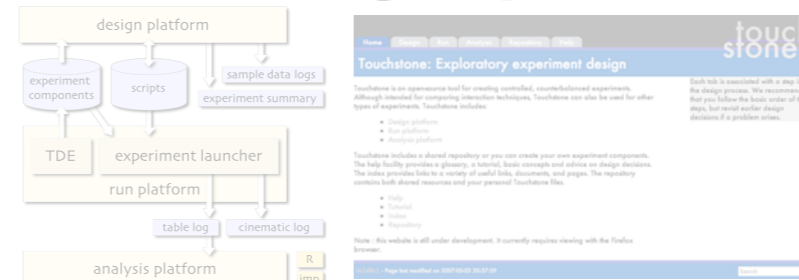 design platform
experiment
components
scripts
sample data logs
experiment summary
TDE
experiment launcher
run platform
table log
cinematic log
analysis platform
R
jmp
touc
stone
Home Design Run Analysis Repository Help
Touchstone: Exploratory experiment design
Touchstone is an open-source tool for creating controlled, counterbalanced experiments.
Although intended for comparing interaction techniques, Touchstone can also be used for other
types of experiments. Touchstone includes:
Design platform
Run platform
Analysis platform
Touchstone includes a shared repository or you can create your own experiment components.
The help facility provides a glossary, a tutorial, basic concepts and advice on design decisions.
The index provides links to a variety of useful links, documents, and pages. The repository
contains both shared resources and your personal Touchstone files.
Help
Tutorial
Index
Repository
Note : this website is still under development. It currently requires viewing with the Firefox
browser.
Each tab is associated with a step i
the design process. We recommen
that you follow the basic order of t
steps, but revisit earlier design
decisions if a problem arises.
- Page last modified on
Search